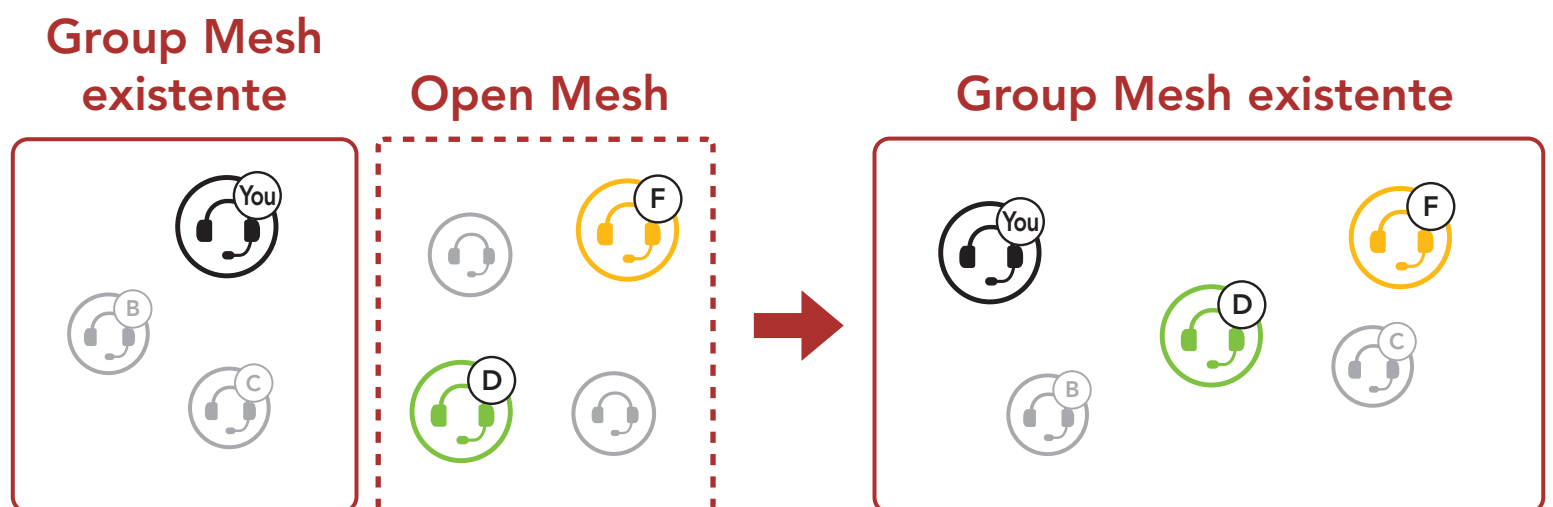 Group Mesh
existente
Open Mesh
Group Mesh existente
You
F
B
D
C
You
F
D
C
B